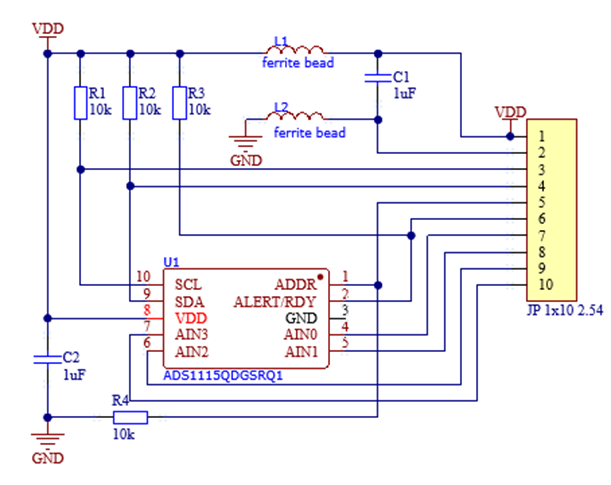 VDD
L1
ferrite bead
R1
10k
R2
10k
R3
10k
C1
1uF
L2
ferrite bead
GND
VDD
1
2
3
4
5
6
7
8
9
10
JP 1x10 2.54
U1
10 SCL ADDR 1
9 SDA ALERT/RDY 2
8 VDD GND 3
7 AIN3 AIN0 4
6 AIN2 AIN1 5
ADS1115QDGSRQ1
C2
1uF
R4
10k
GND